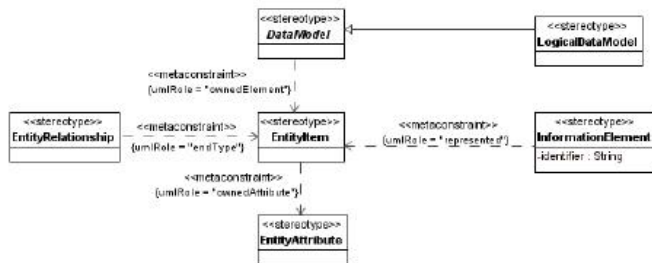 <<stereotype>>
DataModel
<<stereotype>>
LogicalDataModel
<<metaconstraint>>
{umlRole = "ownedElement"}
<<stereotype>>
EntityRelationship
<<metaconstraint>>
{umlRole = "endType"}
<<stereotype>>
EntityItem
<<metaconstraint>>
{umlRole = "represented"}
<<stereotype>>
InformationElement
-identifier : String
<<metaconstraint>>
{umlRole = "ownedAttribute"}
<<stereotype>>
EntityAttribute